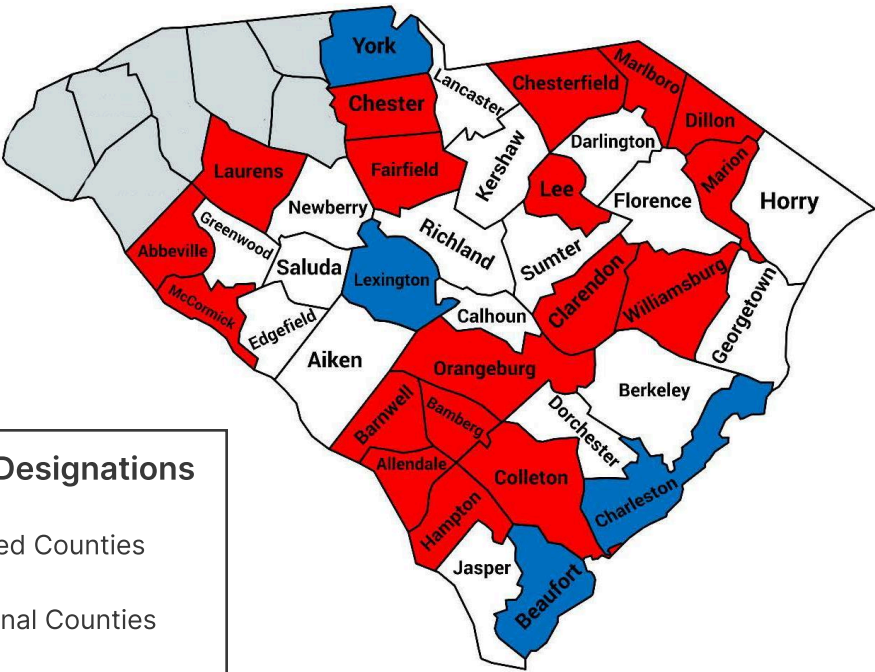 York
Lancaster
Chester
Chesterfield
Marlboro
Dillon
Darlington
Marion
Kershaw
Fairfield
Laurens
Lee
Florence
Horry
Newberry
Greenwood
Richland
Abbeville
Saluda
Sumter
Lexington
Clarendon
Williamsburg
Georgetown
McCormick
Edgefield
Calhoun
Aiken
Orangeburg
Berkeley
Barnwell
Bamberg
Dorchester
Allendale
Colleton
Charleston
Hampton
Jasper
Beaufort
Designations
ed Counties
nal Counties